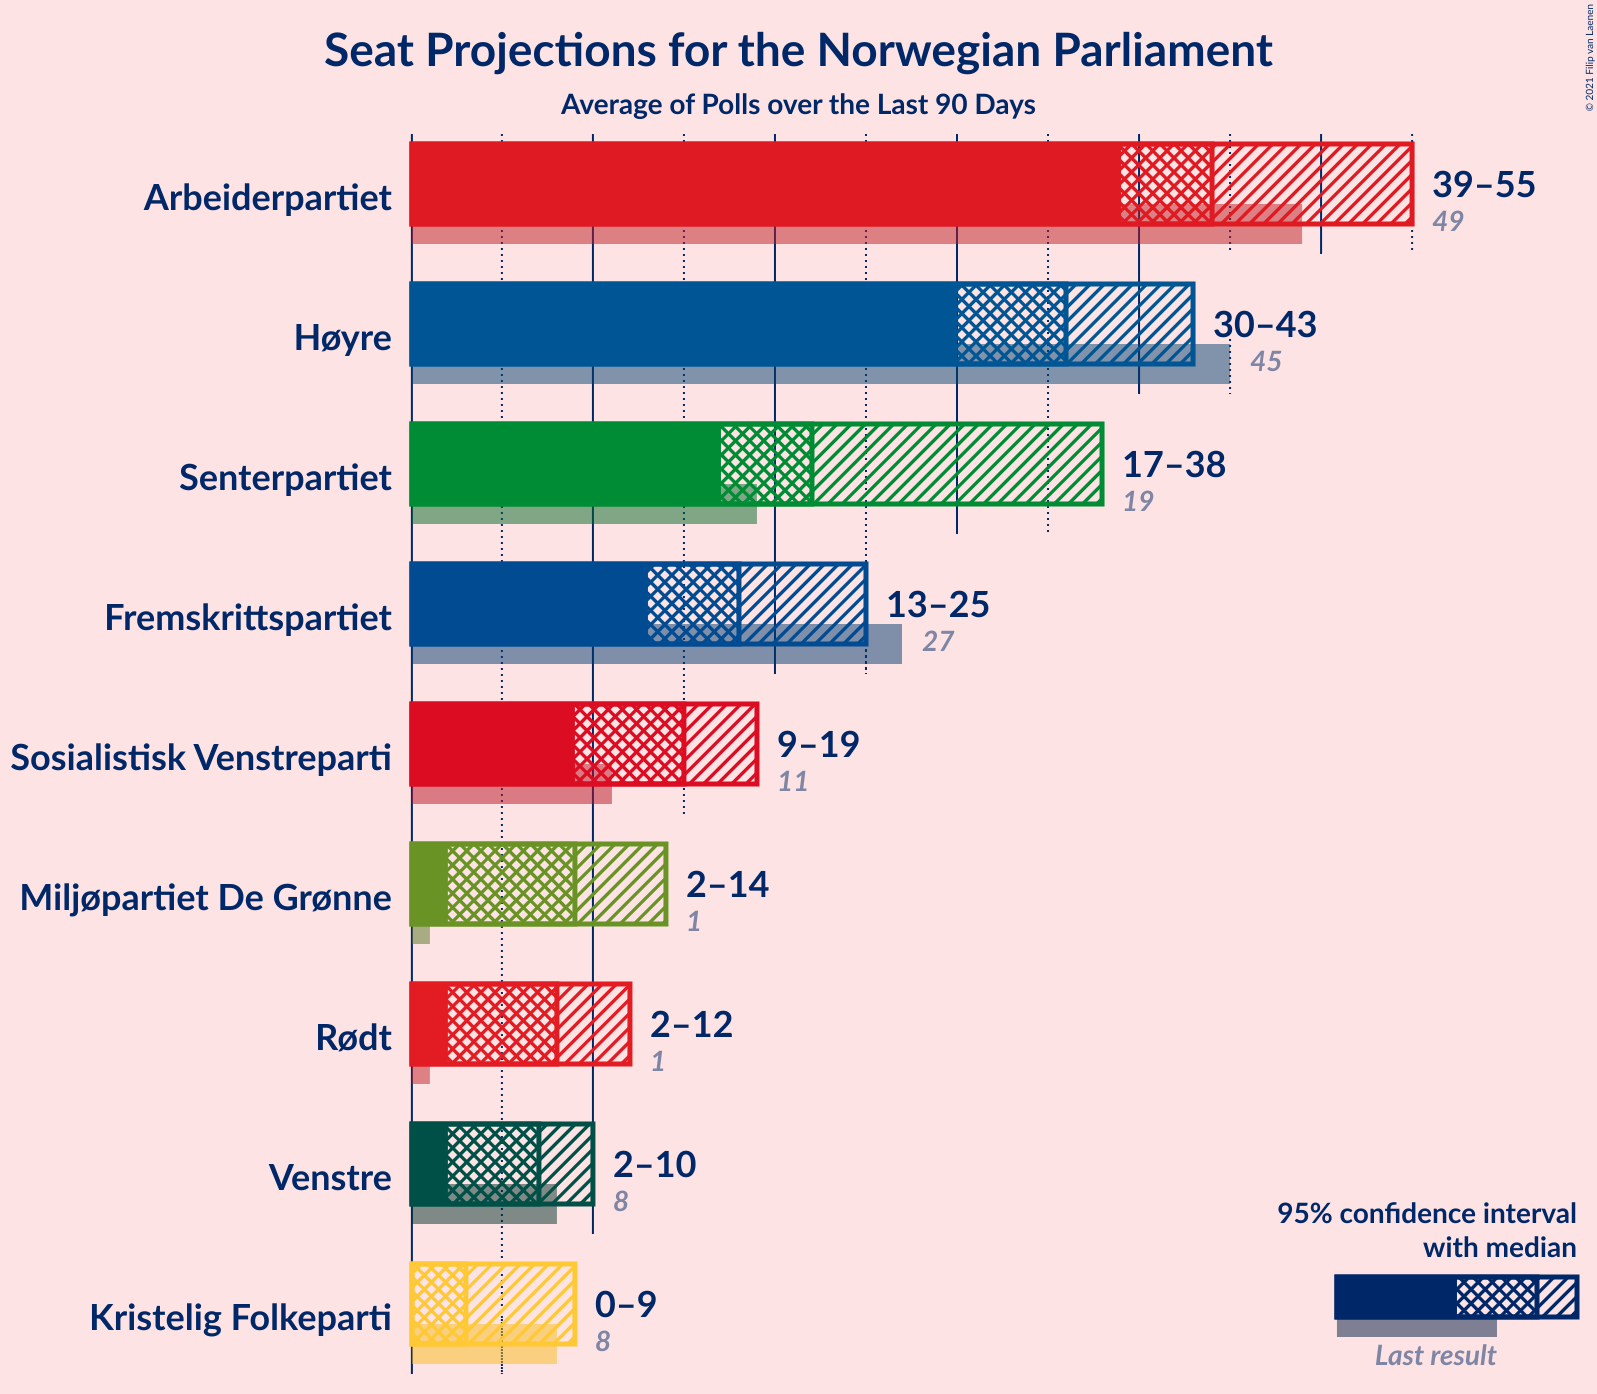 Seat Projections for the Norwegian Parliament
Average of Polls over the Last 90 Days
© 2021 Filip van Laenen
Arbeiderpartiet
39–55
49
Høyre
30–43
45
Senterpartiet
17–38
19
Fremskrittspartiet
13–25
27
Sosialistisk Venstreparti
9–19
11
Miljøpartiet De Grønne
2–14
1
Rødt
2–12
1
Venstre
2–10
8
Kristelig Folkeparti
0–9
8
95% confidence interval
with median
Last result